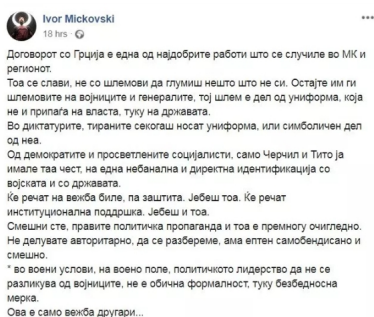 Ivor Mickovski
18 hrs ·
Договорот со Грција е една од најдобрите работи што се случиле во МК и
регионот.
Тоа се слави, не со шлемови да глумиш нешто што не си. Остајте им ги
шлемовите на војниците и генералите, тој шлем е дел од униформа, која
не и припаѓа на власта, туку на државата.
Во диктатурите, тираните секогаш носат униформа, или симболичен дел
од неа.
Од демократите и просветлените социјалисти, само Черчил и Тито ја
имале таа чест, на една небанална и директна идентификација со
војската и со државата.
Ќе речат на вежба биле, па заштита. Јебеш тоа. Ќе речат
институционална поддршка. Јебеш и тоа.
Смешни сте, правите политичка пропаганда и тоа е премногу очигледно.
Не делувате авторитарно, да се разбереме, ама ептен самобендисано и
смешно.
* во воени услови, на воено поле, политичкото лидерство да не се
разликува од војниците, не е обична формалност, туку безбедносна
мерка.
Ова е само вежба другари...